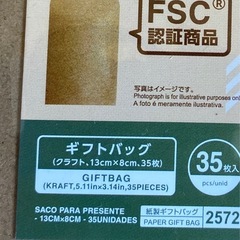 FSC®
認証商品
写真はイメージです。
Photograph is for illustrative purposes only
A foto é meramente ilustrativa.
ギフトバッグ
(クラフト、13cm×8cm、35枚)
GIFTBAG
(KRAFT,5.11in×3.14in,35PIECES)
35枚入
pcs/unid
SACO PARA PRESENTE
- 13CM×8CM - 35UNIDADES
紙製ギフトバッグ
PAPER GIFT BAG
2572